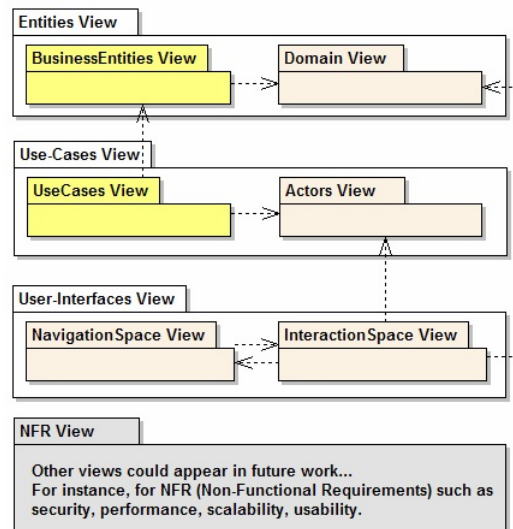 Entities View
BusinessEntities View
Domain View
Use-Cases View
UseCases View
Actors View
User-Interfaces View
NavigationSpace View
InteractionSpace View
NFR View
Other views could appear in future work...
For instance, for NFR (Non-Functional Requirements) such as
security, performance, scalability, usability.